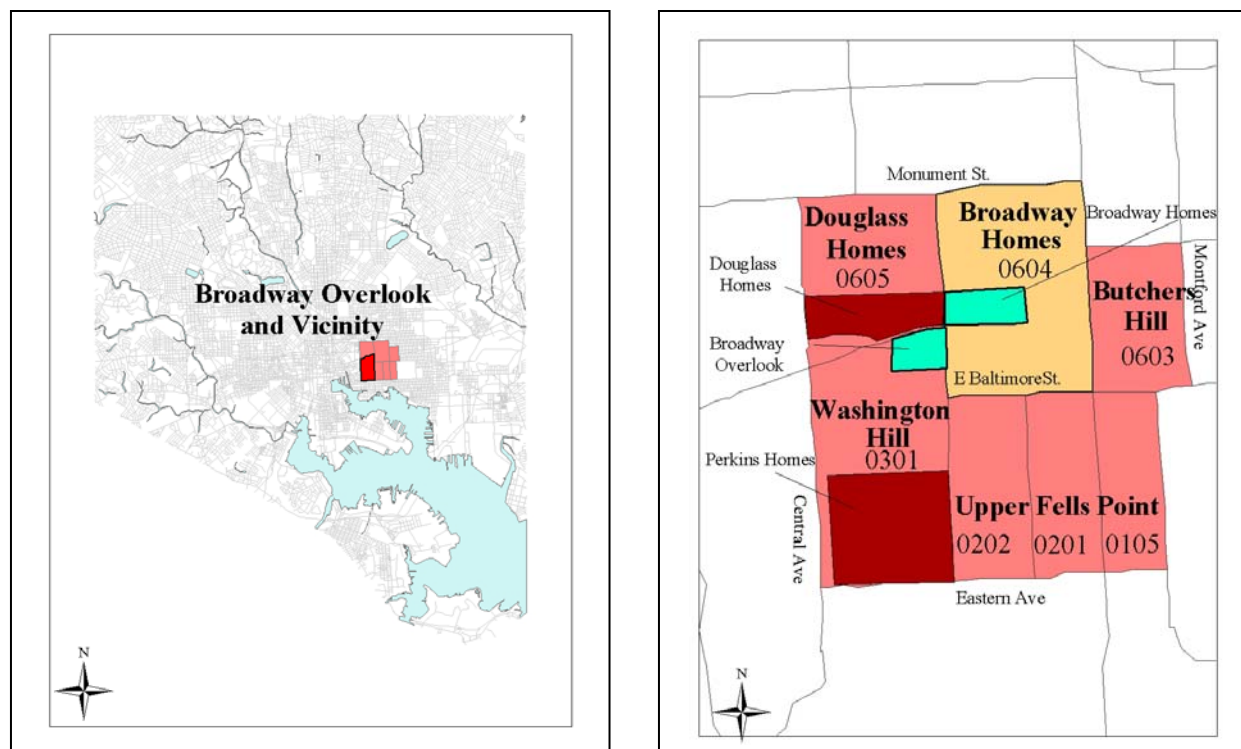 Broadway Overlook
and Vicinity
N
Monument St.
Douglass
Homes
0605
Broadway
Homes
0604
Broadway Homes
Douglass
Homes
Butchers
Hill
0603
Montford Ave
Broadway
Overlook
E Baltimore St.
Washington
Hill
0301
Perkins Homes
Central Ave
Upper Fells Point
0202 0201 0105
Eastern Ave
N